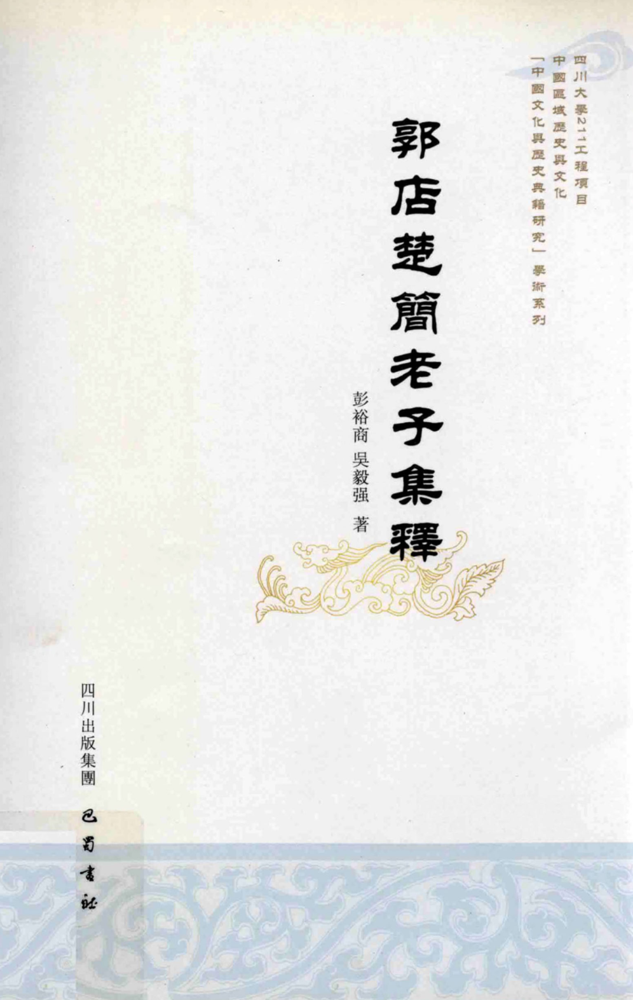 四川大學211工程項目
中國區域歷史與文化
「中國文化與歷史典籍研究」學術系列
郭店楚簡老子集釋
彭裕商 吳毅强 著
四川出版集團 巴蜀書社